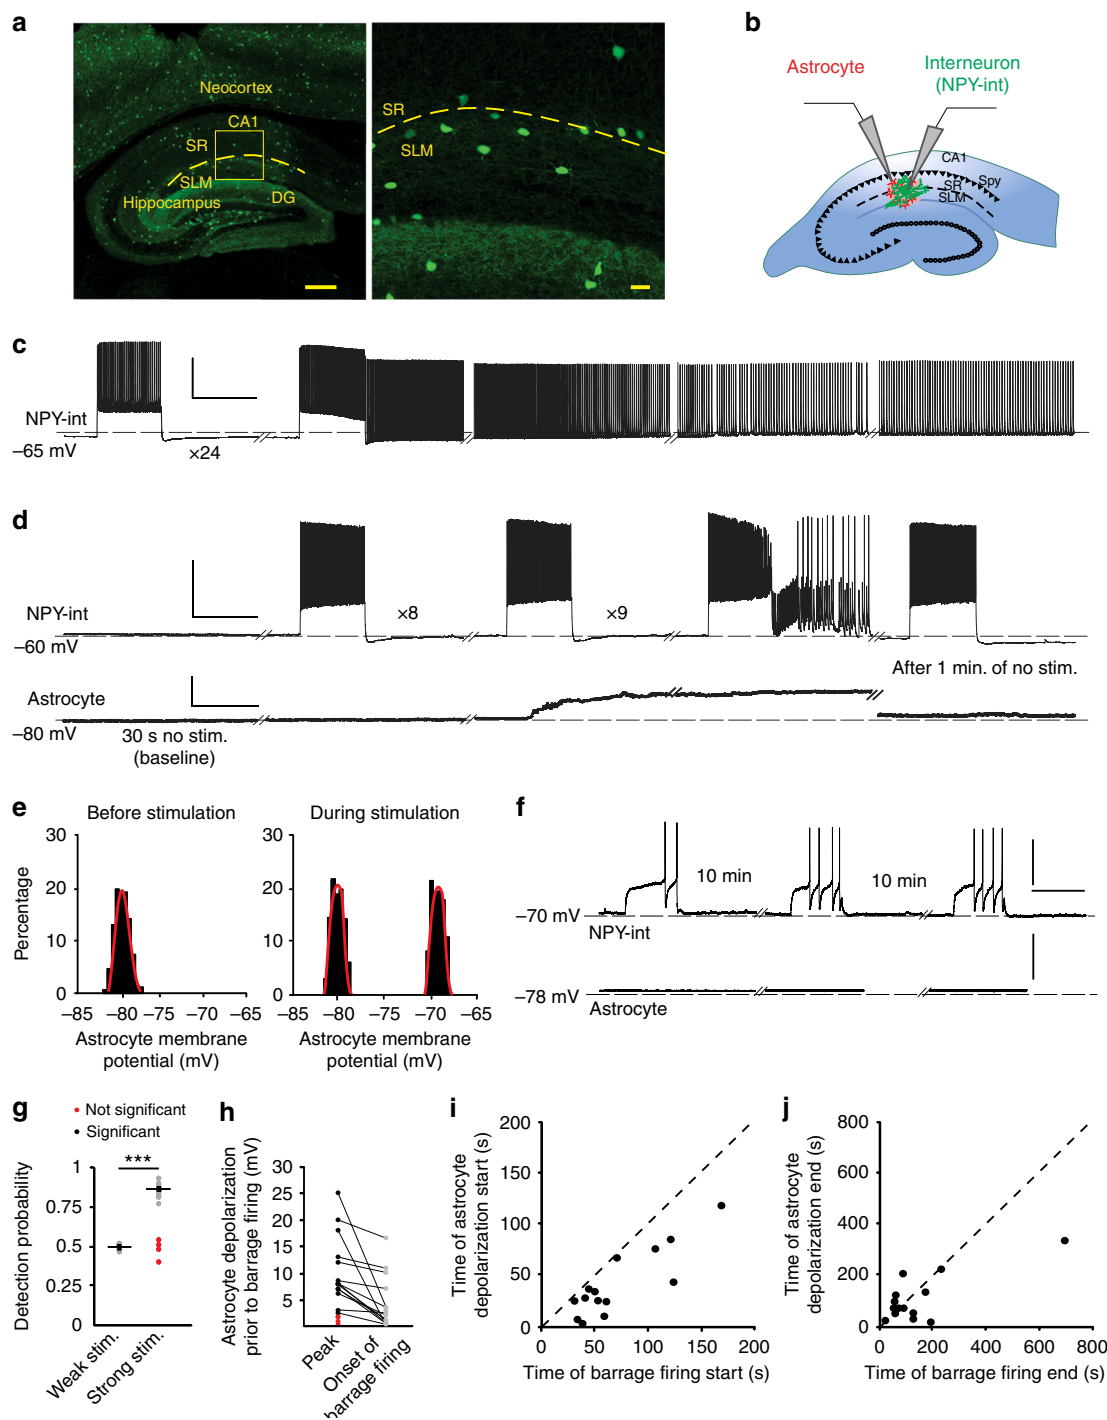 a
Neocortex
CA1
SR
SLM
Hippocampus
DG
SR
SLM
b
Astrocyte
Interneuron
(NPY-int)
CA1
SR
Spy
SLM
c
NPY-int
−65 mV
×24
d
NPY-int
−60 mV
×8
×9
After 1 min. of no stim.
Astrocyte
−80 mV
30 s no stim.
(baseline)
e
Before stimulation
During stimulation
Percentage
30
20
10
0
−85 −80 −75 −70 −65
Astrocyte membrane
potential (mV)
30
20
10
0
−85 −80 −75 −70 −65
Astrocyte membrane
potential (mV)
f
10 min
10 min
−70 mV
NPY-int
−78 mV
Astrocyte
g
Not significant
Significant
***
Detection probability
1
0.75
0.5
0.25
0
Weak stim.
Strong stim.
h
Astrocyte depolarization
prior to barrage firing (mV)
30
25
20
15
10
5
Peak
Onset of
barrage firing
i
Time of astrocyte
depolarization start (s)
200
150
100
50
0
0 50 100 150 200
Time of barrage firing start (s)
j
Time of astrocyte
depolarization end (s)
800
600
400
200
0
0 200 400 600 800
Time of barrage firing end (s)